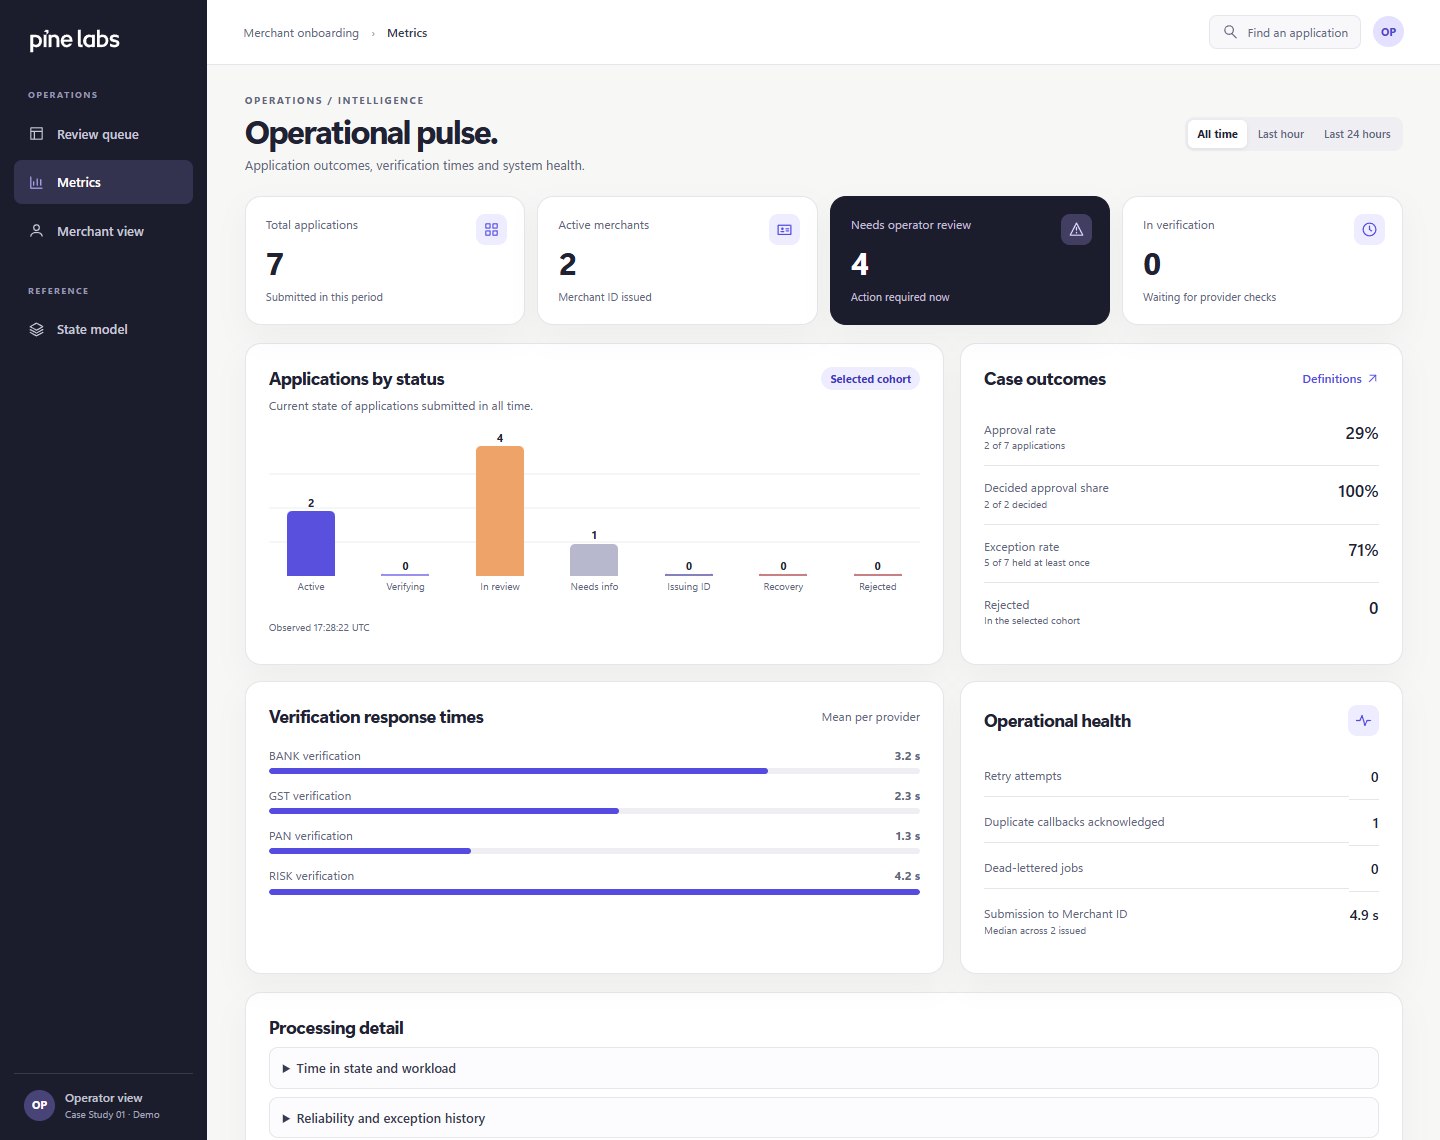 pine labs
OPERATIONS
Review queue
Metrics
Merchant view
REFERENCE
State model
OP
Operator view
Case Study 01 · Demo
Merchant onboarding › Metrics
Find an application
OP
OPERATIONS / INTELLIGENCE
Operational pulse.
Application outcomes, verification times and system health.
All time Last hour Last 24 hours
Total applications
7
Submitted in this period
Active merchants
2
Merchant ID issued
Needs operator review
4
Action required now
In verification
0
Waiting for provider checks
Applications by status
Selected cohort
Current state of applications submitted in all time.
2 0 4 1 0 0 0
Active Verifying In review Needs info Issuing ID Recovery Rejected
Observed 17:28:22 UTC
Case outcomes
Definitions ↗
Approval rate
2 of 7 applications
29%
Decided approval share
2 of 2 decided
100%
Exception rate
5 of 7 held at least once
71%
Rejected
In the selected cohort
0
Verification response times
Mean per provider
BANK verification 3.2 s
GST verification 2.3 s
PAN verification 1.3 s
RISK verification 4.2 s
Operational health
Retry attempts 0
Duplicate callbacks acknowledged 1
Dead-lettered jobs 0
Submission to Merchant ID
Median across 2 issued
4.9 s
Processing detail
▶ Time in state and workload
▶ Reliability and exception history